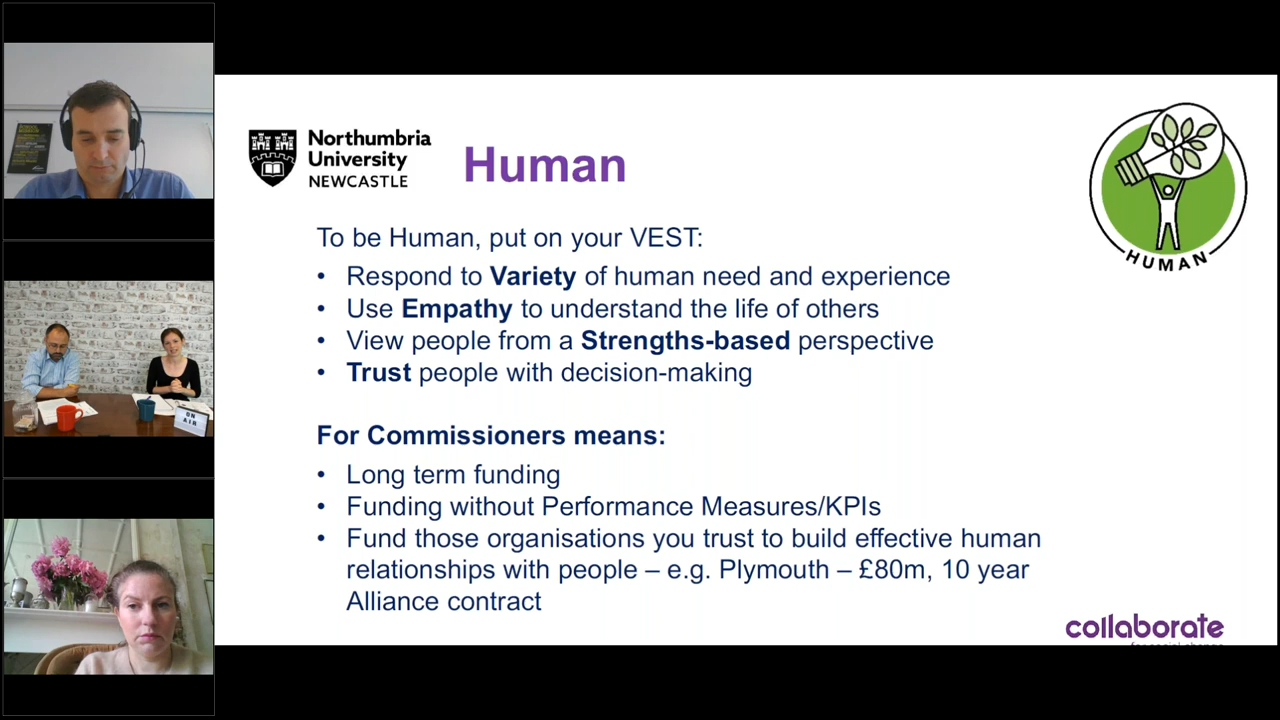 Northumbria
University
NEWCASTLE
Human
HUMAN
To be Human, put on your VEST:
• Respond to Variety of human need and experience
• Use Empathy to understand the life of others
• View people from a Strengths-based perspective
• Trust people with decision-making
For Commissioners means:
• Long term funding
• Funding without Performance Measures/KPIs
• Fund those organisations you trust to build effective human
relationships with people – e.g. Plymouth – £80m, 10 year
Alliance contract
collaborate
ON
AIR